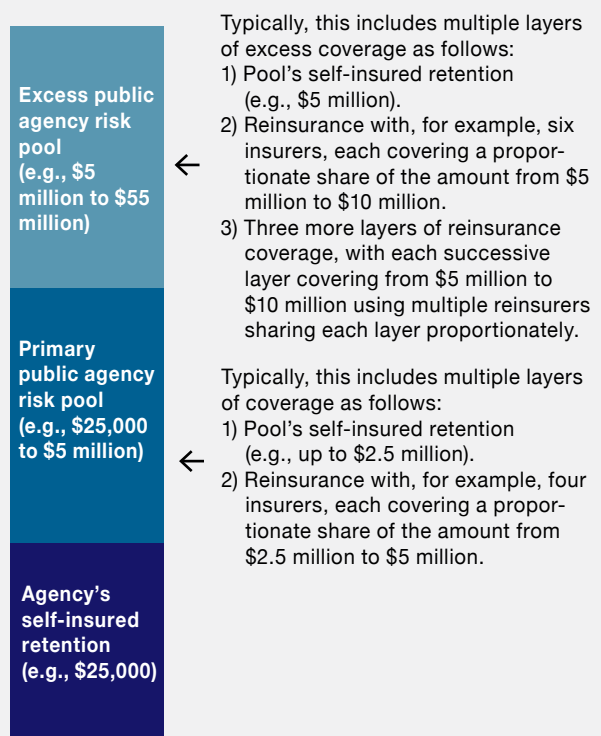 Excess public
agency risk
pool
(e.g., $5
million to $55
million)
Typically, this includes multiple layers
of excess coverage as follows:
1) Pool's self-insured retention
(e.g., $5 million).
2) Reinsurance with, for example, six
insurers, each covering a propor-
tionate share of the amount from $5
million to $10 million.
3) Three more layers of reinsurance
coverage, with each successive
layer covering from $5 million to
$10 million using multiple reinsurers
sharing each layer proportionately.
Primary
public agency
risk pool
(e.g., $25,000
to $5 million)
Typically, this includes multiple layers
of coverage as follows:
1) Pool's self-insured retention
(e.g., up to $2.5 million).
2) Reinsurance with, for example, four
insurers, each covering a propor-
tionate share of the amount from
$2.5 million to $5 million.
Agency's
self-insured
retention
(e.g., $25,000)